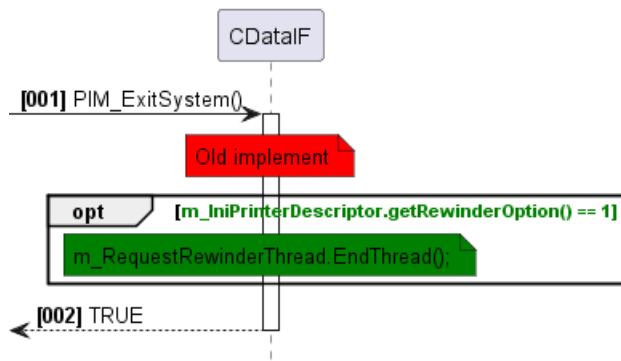 CDataIF
[001] PIM_ExitSystem()
Old implement
opt [m_IniPrinterDescriptor.getRewinderOption() == 1]
m_RequestRewinderThread.EndThread();
[002] TRUE